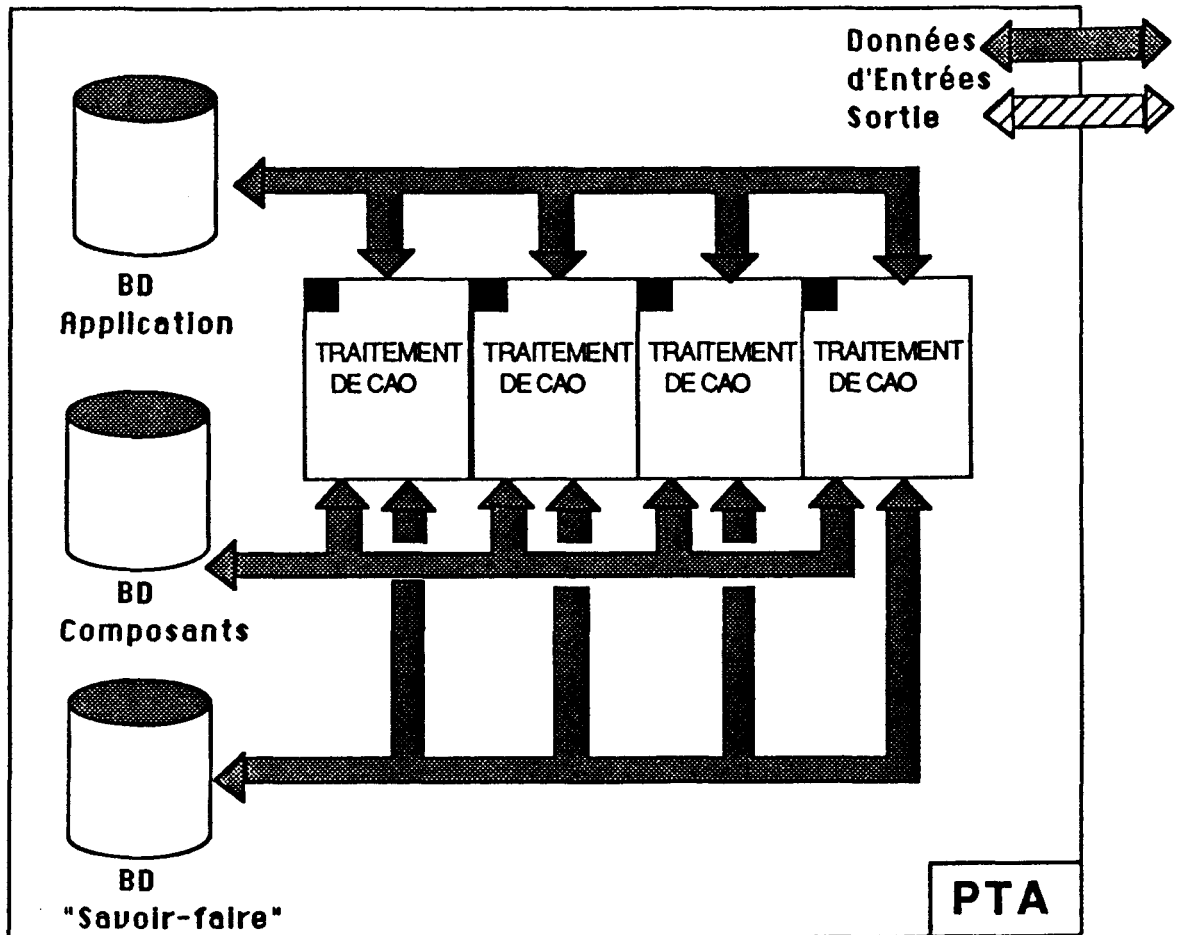 Données
d'Entrées
Sortie
BD
Application
TRAITEMENT
DE CAO
TRAITEMENT
DE CAO
TRAITEMENT
DE CAO
TRAITEMENT
DE CAO
BD
Composants
BD
"Savoir-faire"
PTA